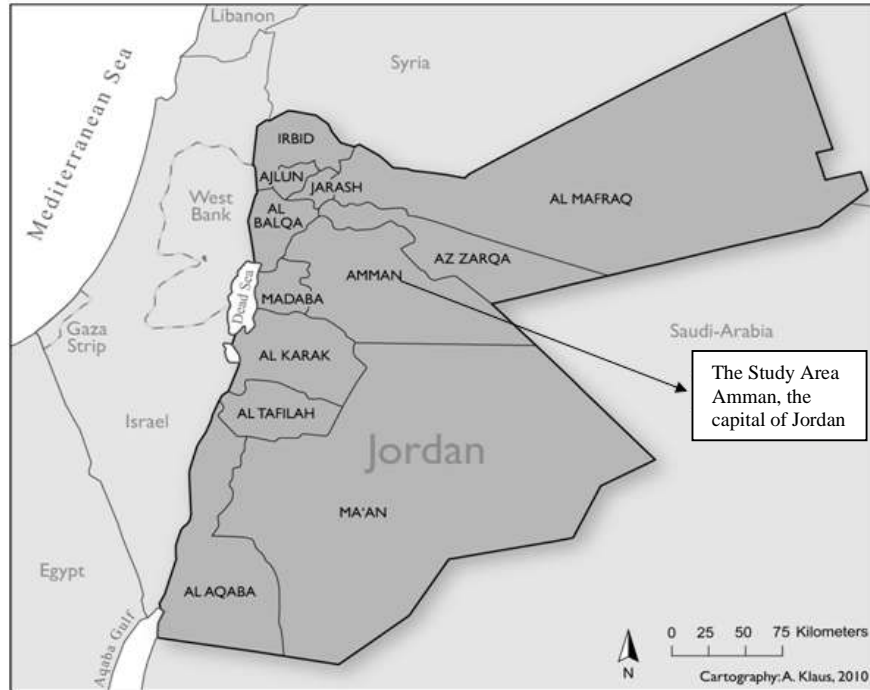 Libanon
Syria
Mediterranean Sea
IRBID
AJLUN
JARASH
West
Bank
AL
BALQA
AL MAFRAQ
AZ ZARQA
AMMAN
Dead Sea
MADABA
Gaza
Strip
Saudi-Arabia
AL KARAK
The Study Area
Amman, the
capital of Jordan
AL TAFILAH
Israel
Jordan
MA'AN
Egypt
AL AQABA
Aqaba Gulf
N
0 25 50 75 Kilometers
Cartography: A. Klaus, 2010